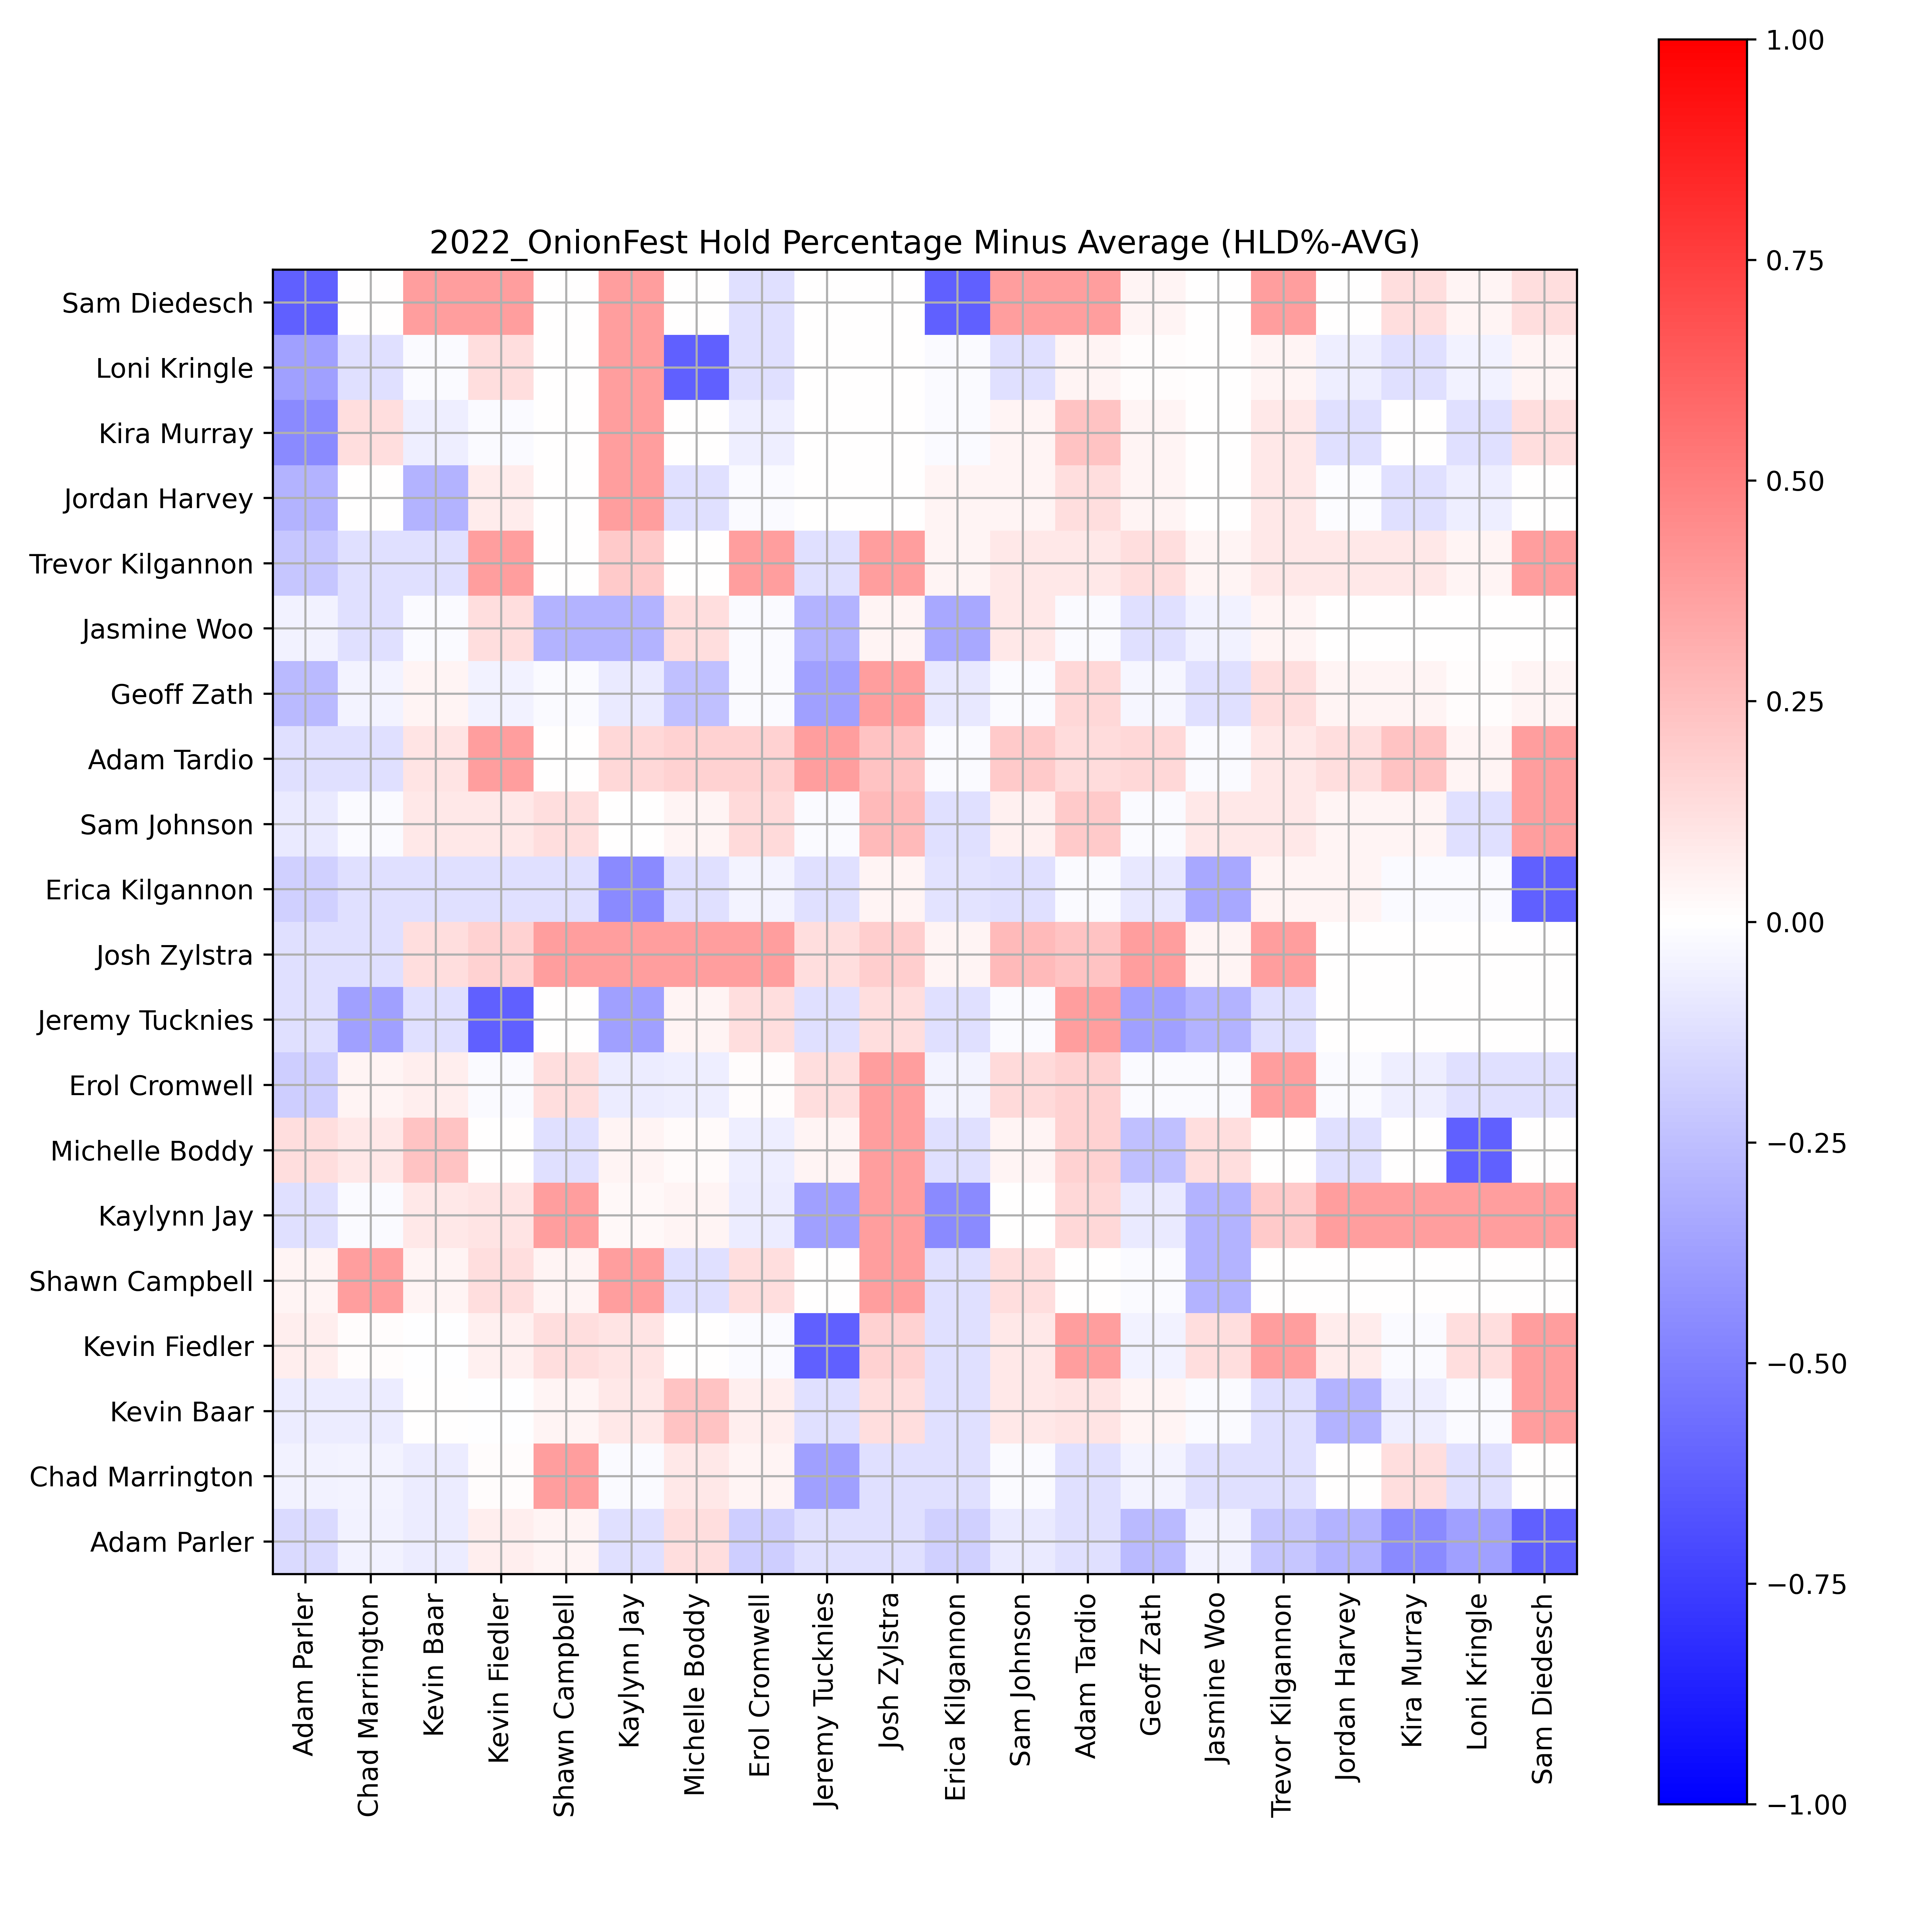 2022_OnionFest Hold Percentage Minus Average (HLD%-AVG)
Sam Diedesch
Loni Kringle
Kira Murray
Jordan Harvey
Trevor Kilgannon
Jasmine Woo
Geoff Zath
Adam Tardio
Sam Johnson
Erica Kilgannon
Josh Zylstra
Jeremy Tucknies
Erol Cromwell
Michelle Boddy
Kaylynn Jay
Shawn Campbell
Kevin Fiedler
Kevin Baar
Chad Marrington
Adam Parler
Adam Parler
Chad Marrington
Kevin Baar
Kevin Fiedler
Shawn Campbell
Kaylynn Jay
Michelle Boddy
Erol Cromwell
Jeremy Tucknies
Josh Zylstra
Erica Kilgannon
Sam Johnson
Adam Tardio
Geoff Zath
Jasmine Woo
Trevor Kilgannon
Jordan Harvey
Kira Murray
Loni Kringle
Sam Diedesch
1.00
0.75
0.50
0.25
0.00
−0.25
−0.50
−0.75
−1.00